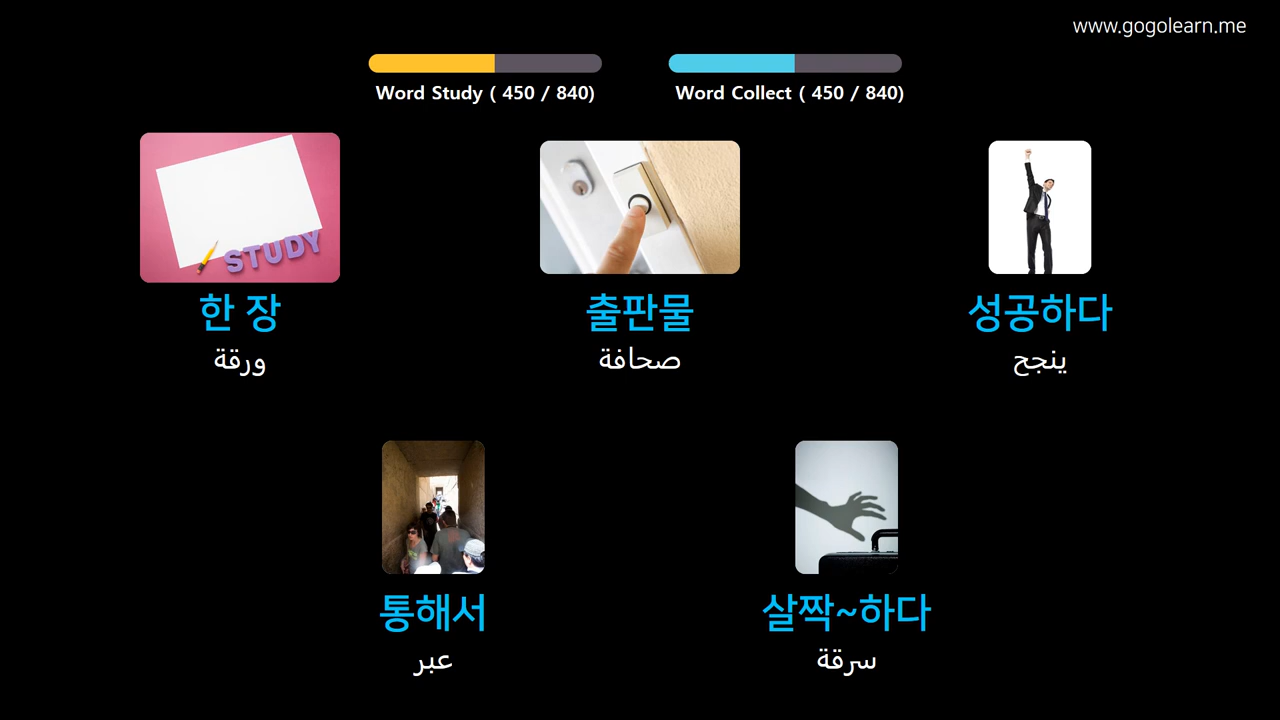 www.gogolearn.me
Word Study ( 450 / 840)
Word Collect ( 450 / 840)
STUDY
한 장
ورقة
출판물
صحافة
성공하다
ينجح
통해서
عبر
살짝~하다
سرقة